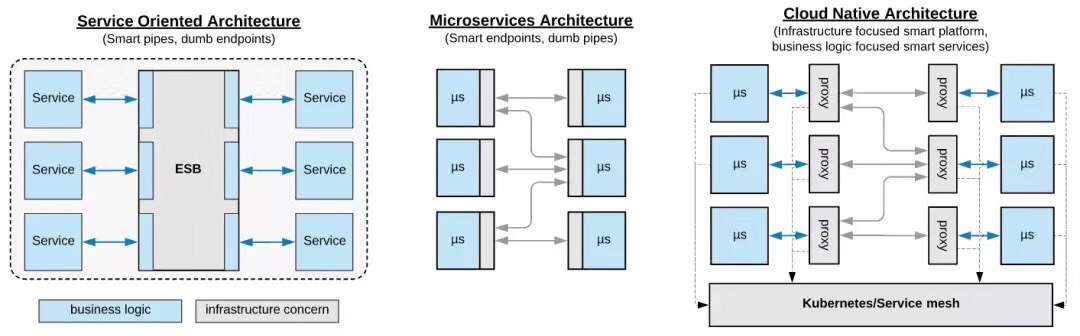 Service Oriented Architecture
(Smart pipes, dumb endpoints)
Service
Service
ESB
Service
Service
Service
Service
business logic
infrastructure concern
Microservices Architecture
(Smart endpoints, dumb pipes)
µs
µs
µs
µs
µs
µs
Cloud Native Architecture
(Infrastructure focused smart platform,
business logic focused smart services)
µs
proxy
proxy
µs
µs
proxy
proxy
µs
µs
proxy
proxy
µs
Kubernetes/Service mesh